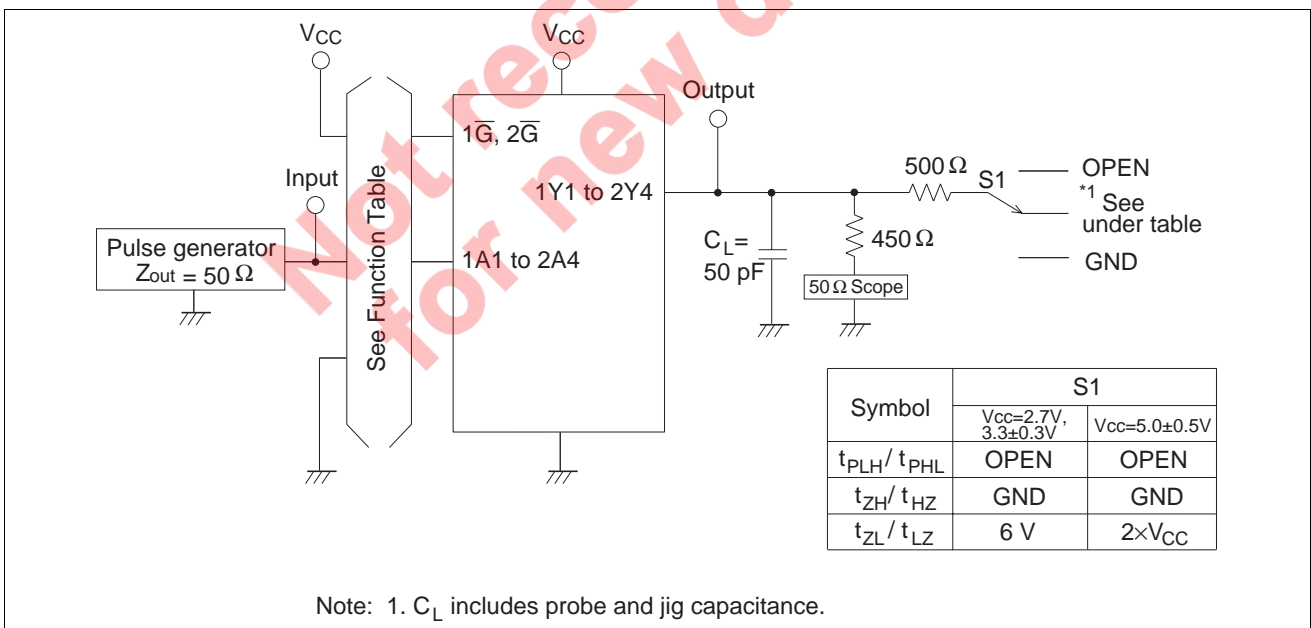 Not reco
for new d
VCC
VCC
Output
Input
Pulse generator
Zout = 50 Ω
See Function Table
1G̅, 2G̅
1A1 to 2A4
1Y1 to 2Y4
CL=
50 pF
450 Ω
50 Ω Scope
500 Ω
S1
OPEN
*1 See
under table
GND
Symbol S1
Vcc=2.7V, 3.3±0.3V Vcc=5.0±0.5V
tPLH / tPHL OPEN OPEN
tZH / tHZ GND GND
tZL / tLZ 6 V 2×VCC
Note: 1. CL includes probe and jig capacitance.